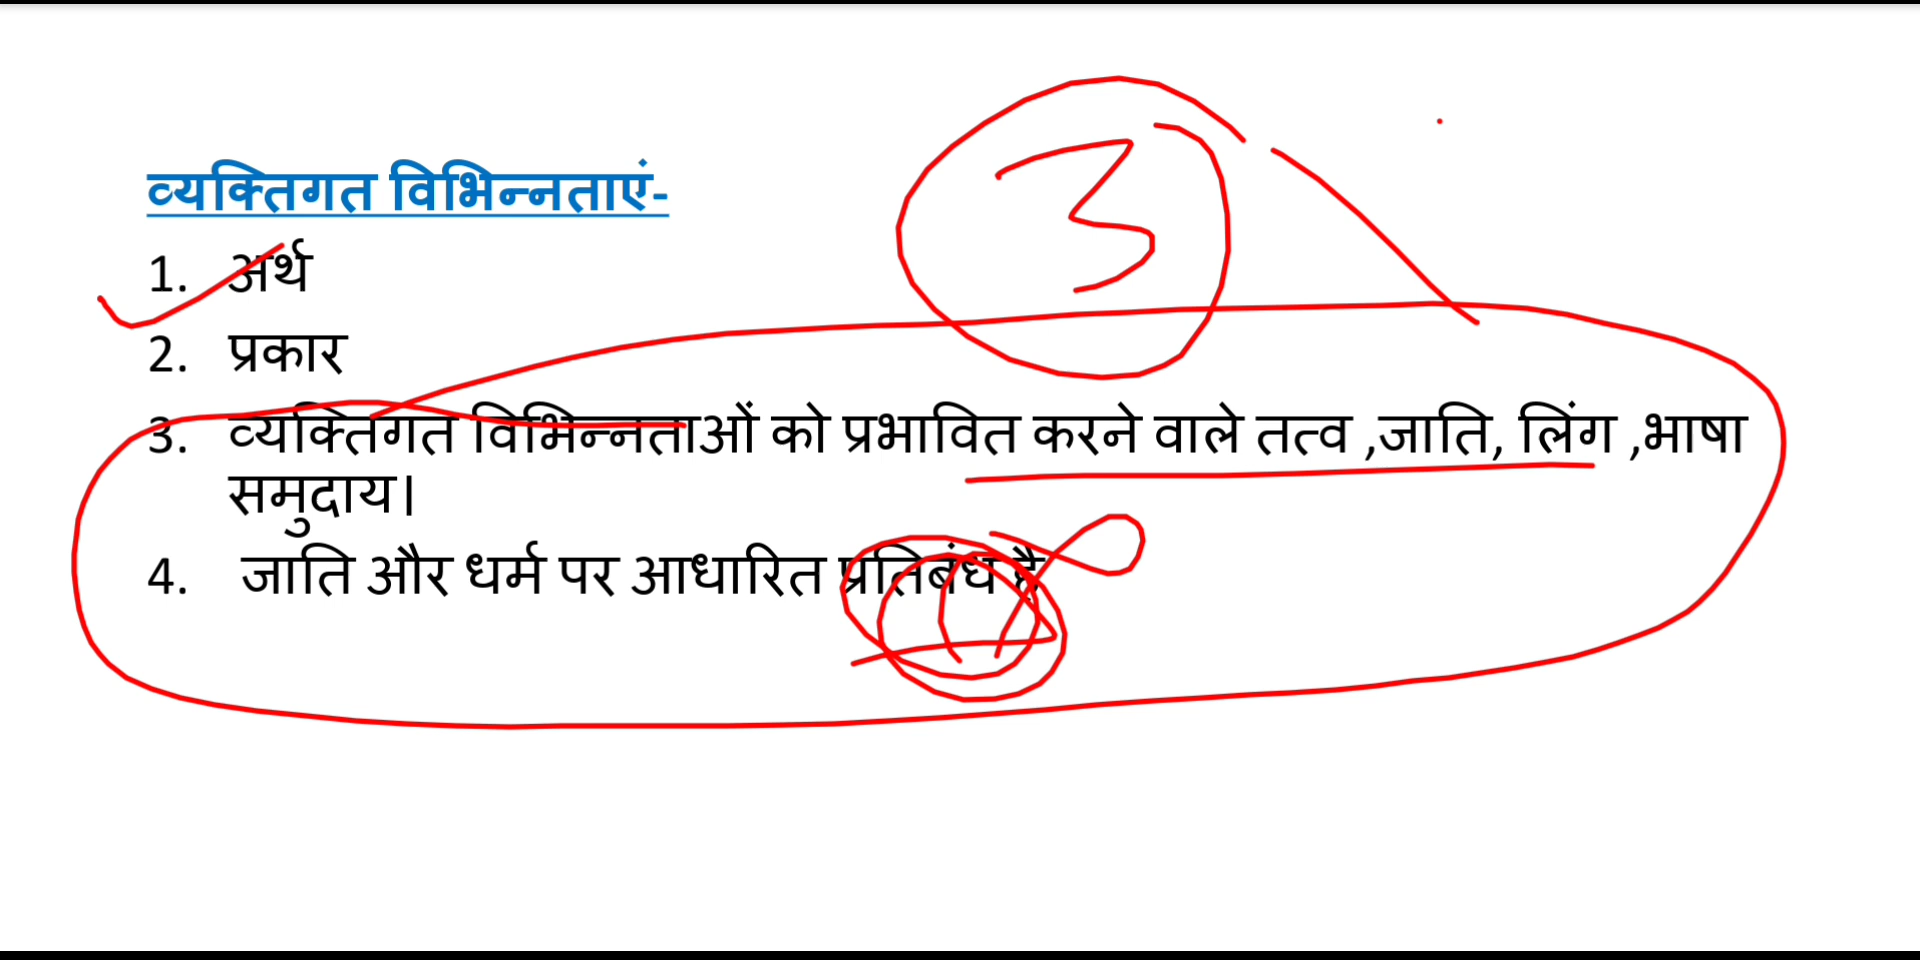 व्यक्तिगत विभिन्नताएं-
3
1. अर्थ
2. प्रकार
3. व्यक्तिगत विभिन्नताओं को प्रभावित करने वाले तत्व ,जाति, लिंग ,भाषा
समुदाय।
4. जाति और धर्म पर आधारित प्रतिबंध है